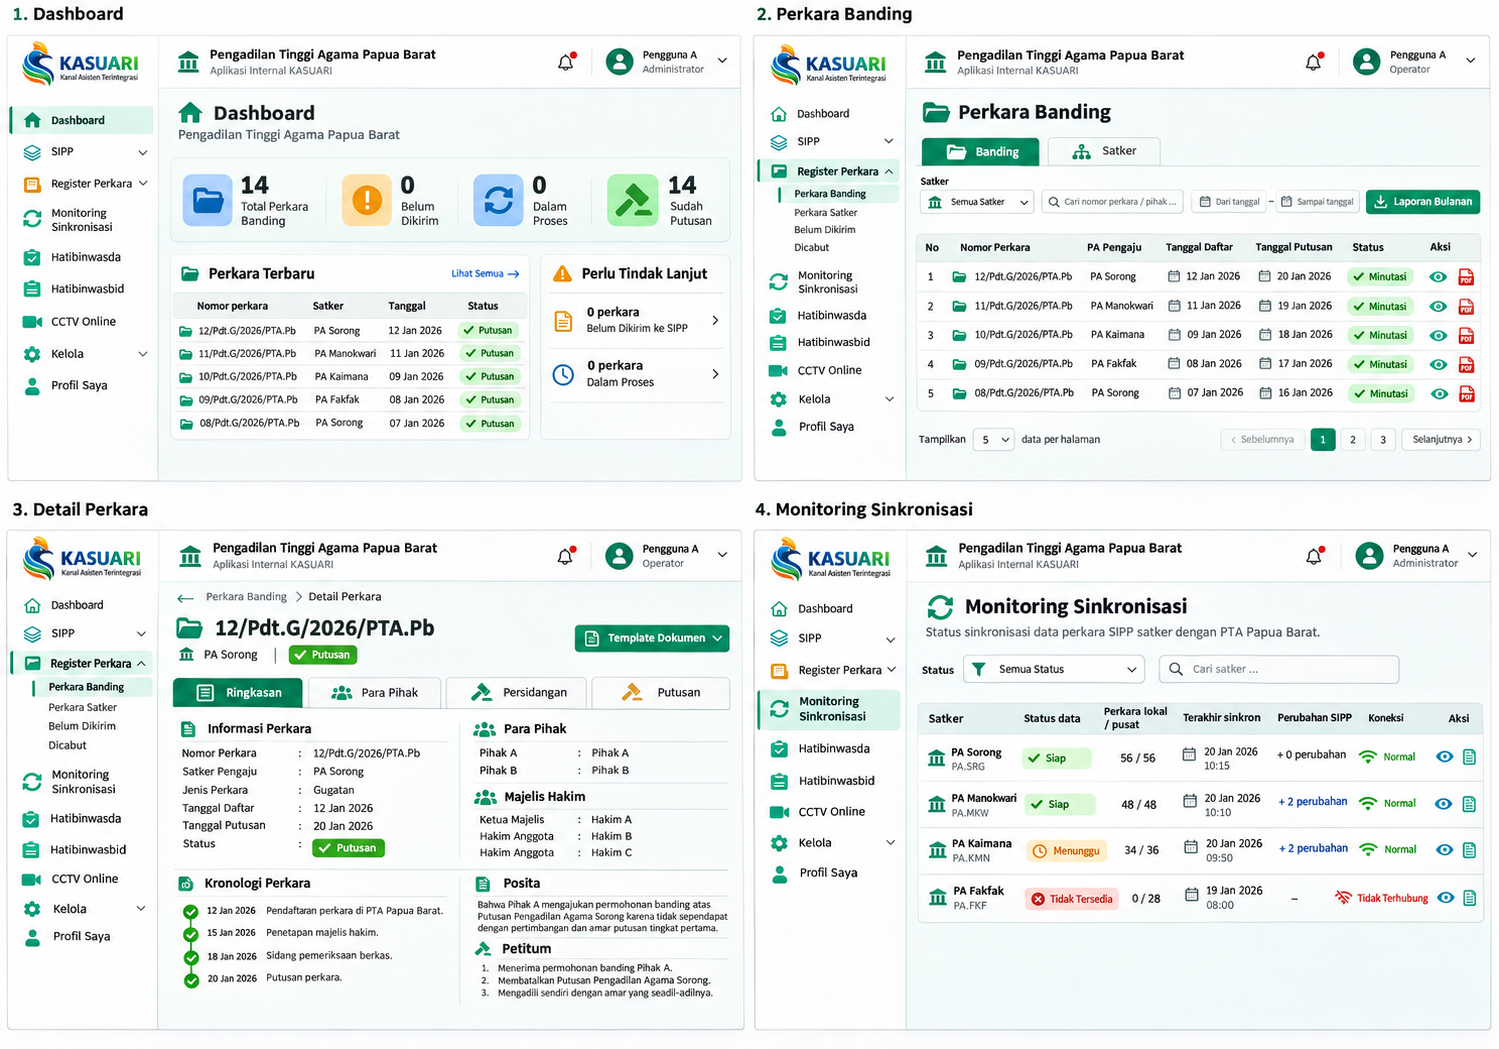 1. Dashboard
KASUARI
Kanal Asisten Terintegrasi
Pengadilan Tinggi Agama Papua Barat
Aplikasi Internal KASUARI
Pengguna A
Administrator
Dashboard
SIPP
Register Perkara
Monitoring
Sinkronisasi
Hatibinwasda
Hatibinwasbid
CCTV Online
Kelola
Profil Saya
Dashboard
Pengadilan Tinggi Agama Papua Barat
14
Total Perkara
Banding
0
Belum
Dikirim
0
Dalam
Proses
14
Sudah
Putusan
Perkara Terbaru
Lihat Semua →
Nomor perkara Satker Tanggal Status
12/Pdt.G/2026/PTA.Pb PA Sorong 12 Jan 2026 Putusan
11/Pdt.G/2026/PTA.Pb PA Manokwari 11 Jan 2026 Putusan
10/Pdt.G/2026/PTA.Pb PA Kaimana 09 Jan 2026 Putusan
09/Pdt.G/2026/PTA.Pb PA Fakfak 08 Jan 2026 Putusan
08/Pdt.G/2026/PTA.Pb PA Sorong 07 Jan 2026 Putusan
Perlu Tindak Lanjut
0 perkara
Belum Dikirim ke SIPP
0 perkara
Dalam Proses
2. Perkara Banding
KASUARI
Kanal Asisten Terintegrasi
Pengadilan Tinggi Agama Papua Barat
Aplikasi Internal KASUARI
Pengguna A
Operator
Dashboard
SIPP
Register Perkara
Perkara Banding
Perkara Satker
Belum Dikirim
Dicabut
Monitoring
Sinkronisasi
Hatibinwasda
Hatibinwasbid
CCTV Online
Kelola
Profil Saya
Perkara Banding
Banding
Satker
Satker
Semua Satker
Cari nomor perkara / pihak ...
Dari tanggal – Sampai tanggal
Laporan Bulanan
No Nomor Perkara PA Pengaju Tanggal Daftar Tanggal Putusan Status Aksi
1 12/Pdt.G/2026/PTA.Pb PA Sorong 12 Jan 2026 20 Jan 2026 Minutasi PDF
2 11/Pdt.G/2026/PTA.Pb PA Manokwari 11 Jan 2026 19 Jan 2026 Minutasi PDF
3 10/Pdt.G/2026/PTA.Pb PA Kaimana 09 Jan 2026 18 Jan 2026 Minutasi PDF
4 09/Pdt.G/2026/PTA.Pb PA Fakfak 08 Jan 2026 17 Jan 2026 Minutasi PDF
5 08/Pdt.G/2026/PTA.Pb PA Sorong 07 Jan 2026 16 Jan 2026 Minutasi PDF
Tampilkan 5 data per halaman
‹ Sebelumnya 1 2 3 Selanjutnya ›
3. Detail Perkara
KASUARI
Kanal Asisten Terintegrasi
Pengadilan Tinggi Agama Papua Barat
Aplikasi Internal KASUARI
Pengguna A
Operator
Dashboard
SIPP
Register Perkara
Perkara Banding
Perkara Satker
Belum Dikirim
Dicabut
Monitoring
Sinkronisasi
Hatibinwasda
Hatibinwasbid
CCTV Online
Kelola
Profil Saya
← Perkara Banding > Detail Perkara
12/Pdt.G/2026/PTA.Pb
PA Sorong | Putusan
Template Dokumen
Ringkasan
Para Pihak
Persidangan
Putusan
Informasi Perkara
Nomor Perkara : 12/Pdt.G/2026/PTA.Pb
Satker Pengaju : PA Sorong
Jenis Perkara : Gugatan
Tanggal Daftar : 12 Jan 2026
Tanggal Putusan : 20 Jan 2026
Status : Putusan
Para Pihak
Pihak A : Pihak A
Pihak B : Pihak B
Majelis Hakim
Ketua Majelis : Hakim A
Hakim Anggota : Hakim B
Hakim Anggota : Hakim C
Kronologi Perkara
12 Jan 2026 Pendaftaran perkara di PTA Papua Barat.
15 Jan 2026 Penetapan majelis hakim.
18 Jan 2026 Sidang pemeriksaan berkas.
20 Jan 2026 Putusan perkara.
Posita
Bahwa Pihak A mengajukan permohonan banding atas
Putusan Pengadilan Agama Sorong karena tidak sependapat
dengan pertimbangan dan amar putusan tingkat pertama.
Petitum
1. Menerima permohonan banding Pihak A.
2. Membatalkan Putusan Pengadilan Agama Sorong.
3. Mengadili sendiri dengan amar yang seadil-adilnya.
4. Monitoring Sinkronisasi
KASUARI
Kanal Asisten Terintegrasi
Pengadilan Tinggi Agama Papua Barat
Aplikasi Internal KASUARI
Pengguna A
Administrator
Dashboard
SIPP
Register Perkara
Monitoring
Sinkronisasi
Hatibinwasda
Hatibinwasbid
CCTV Online
Kelola
Profil Saya
Monitoring Sinkronisasi
Status sinkronisasi data perkara SIPP satker dengan PTA Papua Barat.
Status
Semua Status
Cari satker ...
Satker Status data Perkara lokal / pusat Terakhir sinkron Perubahan SIPP Koneksi Aksi
PA Sorong Siap 56 / 56 20 Jan 2026 + 0 perubahan Normal
PA.SRG 10:15
PA Manokwari Siap 48 / 48 20 Jan 2026 + 2 perubahan Normal
PA.MKW 10:10
PA Kaimana Menunggu 34 / 36 20 Jan 2026 + 2 perubahan Normal
PA.KMN 09:50
PA Fakfak Tidak Tersedia 0 / 28 19 Jan 2026 – Tidak Terhubung
PA.FKF 08:00